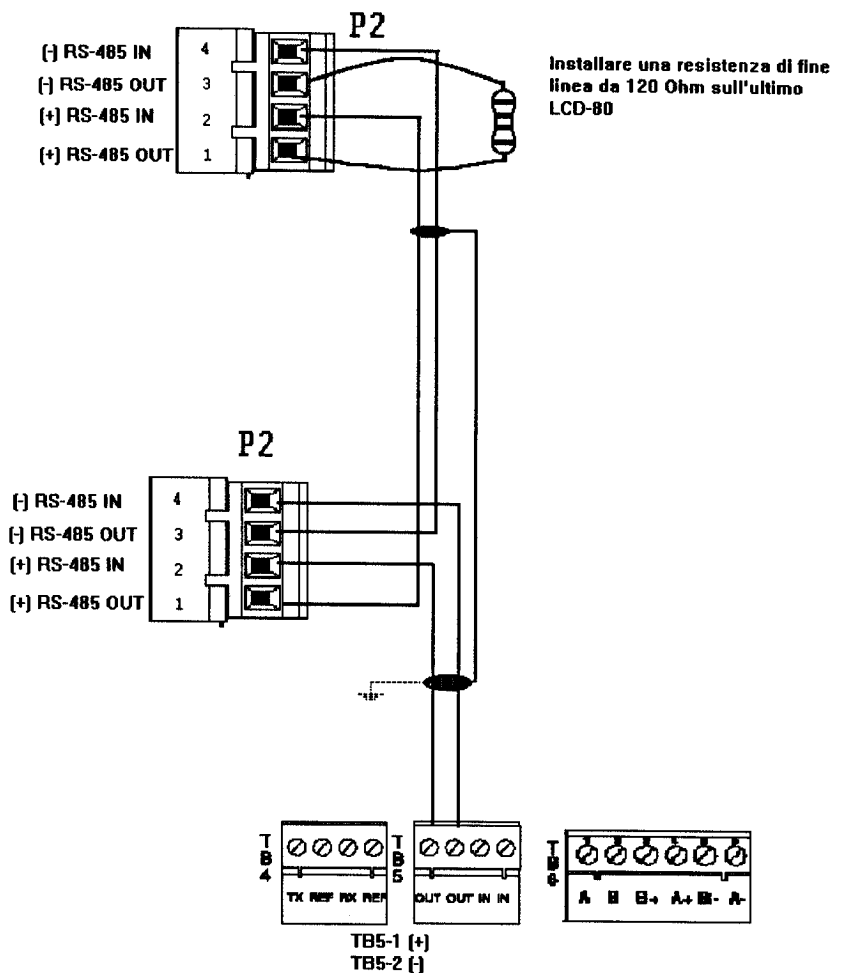 P2
(-) RS-485 IN 4
(-) RS-485 OUT 3
(+) RS-485 IN 2
(+) RS-485 OUT 1
Installare una resistenza di fine
linea da 120 Ohm sull'ultimo
LCD-80
P2
(-) RS-485 IN 4
(-) RS-485 OUT 3
(+) RS-485 IN 2
(+) RS-485 OUT 1
TB4
TX REF RX REF
TB5
OUT OUT IN IN
TB6
A B B+ A+ B- A-
TB5-1 (+)
TB5-2 (-)